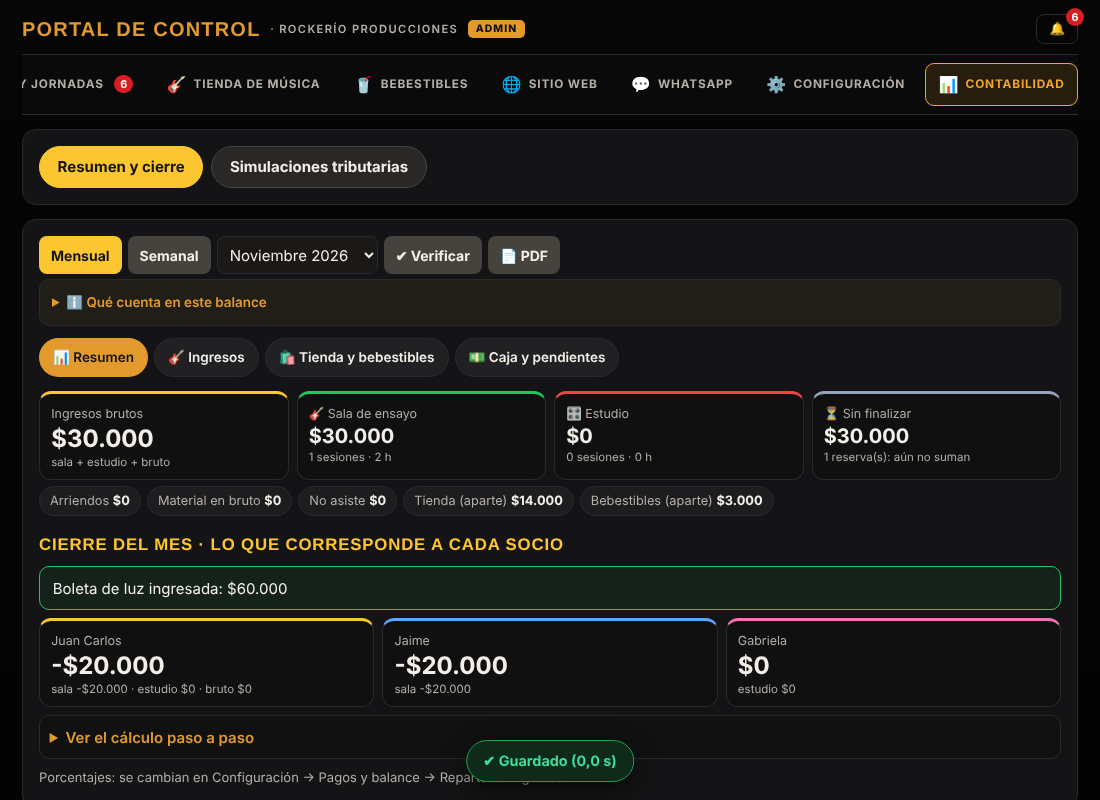 PORTAL DE CONTROL · ROCKERÍO PRODUCCIONES ADMIN 6
Y JORNADAS 6 TIENDA DE MÚSICA BEBESTIBLES SITIO WEB WHATSAPP CONFIGURACIÓN CONTABILIDAD
Resumen y cierre Simulaciones tributarias
Mensual Semanal Noviembre 2026 ✔ Verificar PDF
Qué cuenta en este balance
Resumen Ingresos Tienda y bebestibles Caja y pendientes
Ingresos brutos
$30.000
sala + estudio + bruto
Sala de ensayo
$30.000
1 sesiones · 2 h
Estudio
$0
0 sesiones · 0 h
Sin finalizar
$30.000
1 reserva(s): aún no suman
Arriendos $0 Material en bruto $0 No asiste $0 Tienda (aparte) $14.000 Bebestibles (aparte) $3.000
CIERRE DEL MES · LO QUE CORRESPONDE A CADA SOCIO
Boleta de luz ingresada: $60.000
Juan Carlos
-$20.000
sala -$20.000 · estudio $0 · bruto $0
Jaime
-$20.000
sala -$20.000
Gabriela
$0
estudio $0
Ver el cálculo paso a paso
✔ Guardado (0,0 s)
Porcentajes: se cambian en Configuración → Pagos y balance →